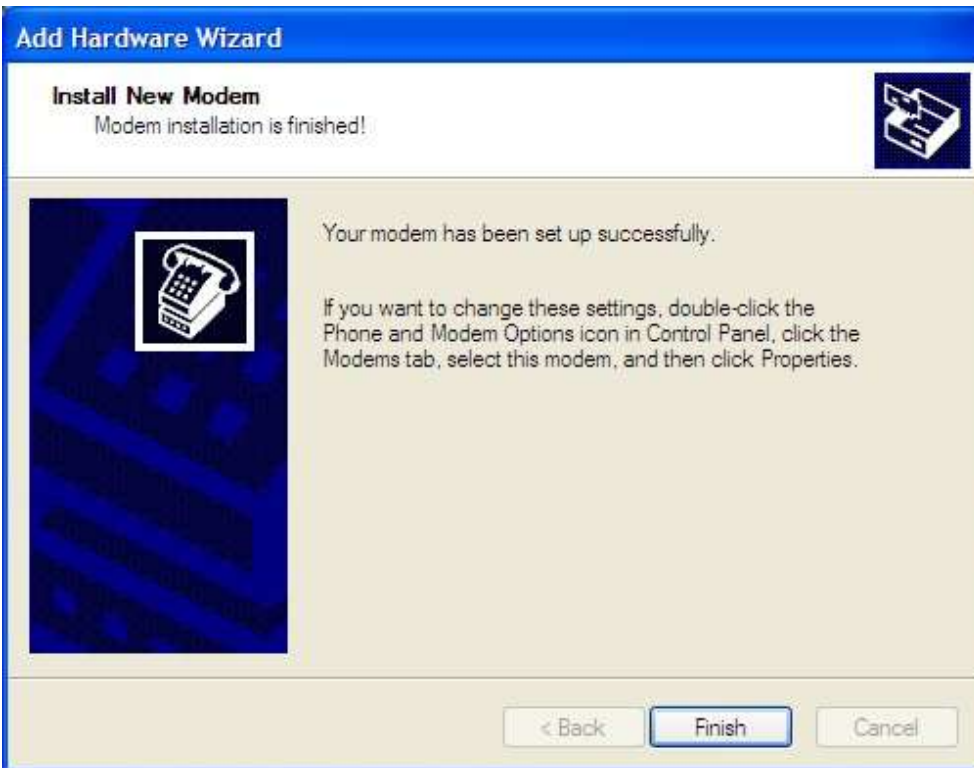 Add Hardware Wizard
Install New Modem
Modem installation is finished!
Your modem has been set up successfully.
If you want to change these settings, double-click the
Phone and Modem Options icon in Control Panel, click the
Modems tab, select this modem, and then click Properties.
< Back Finish Cancel